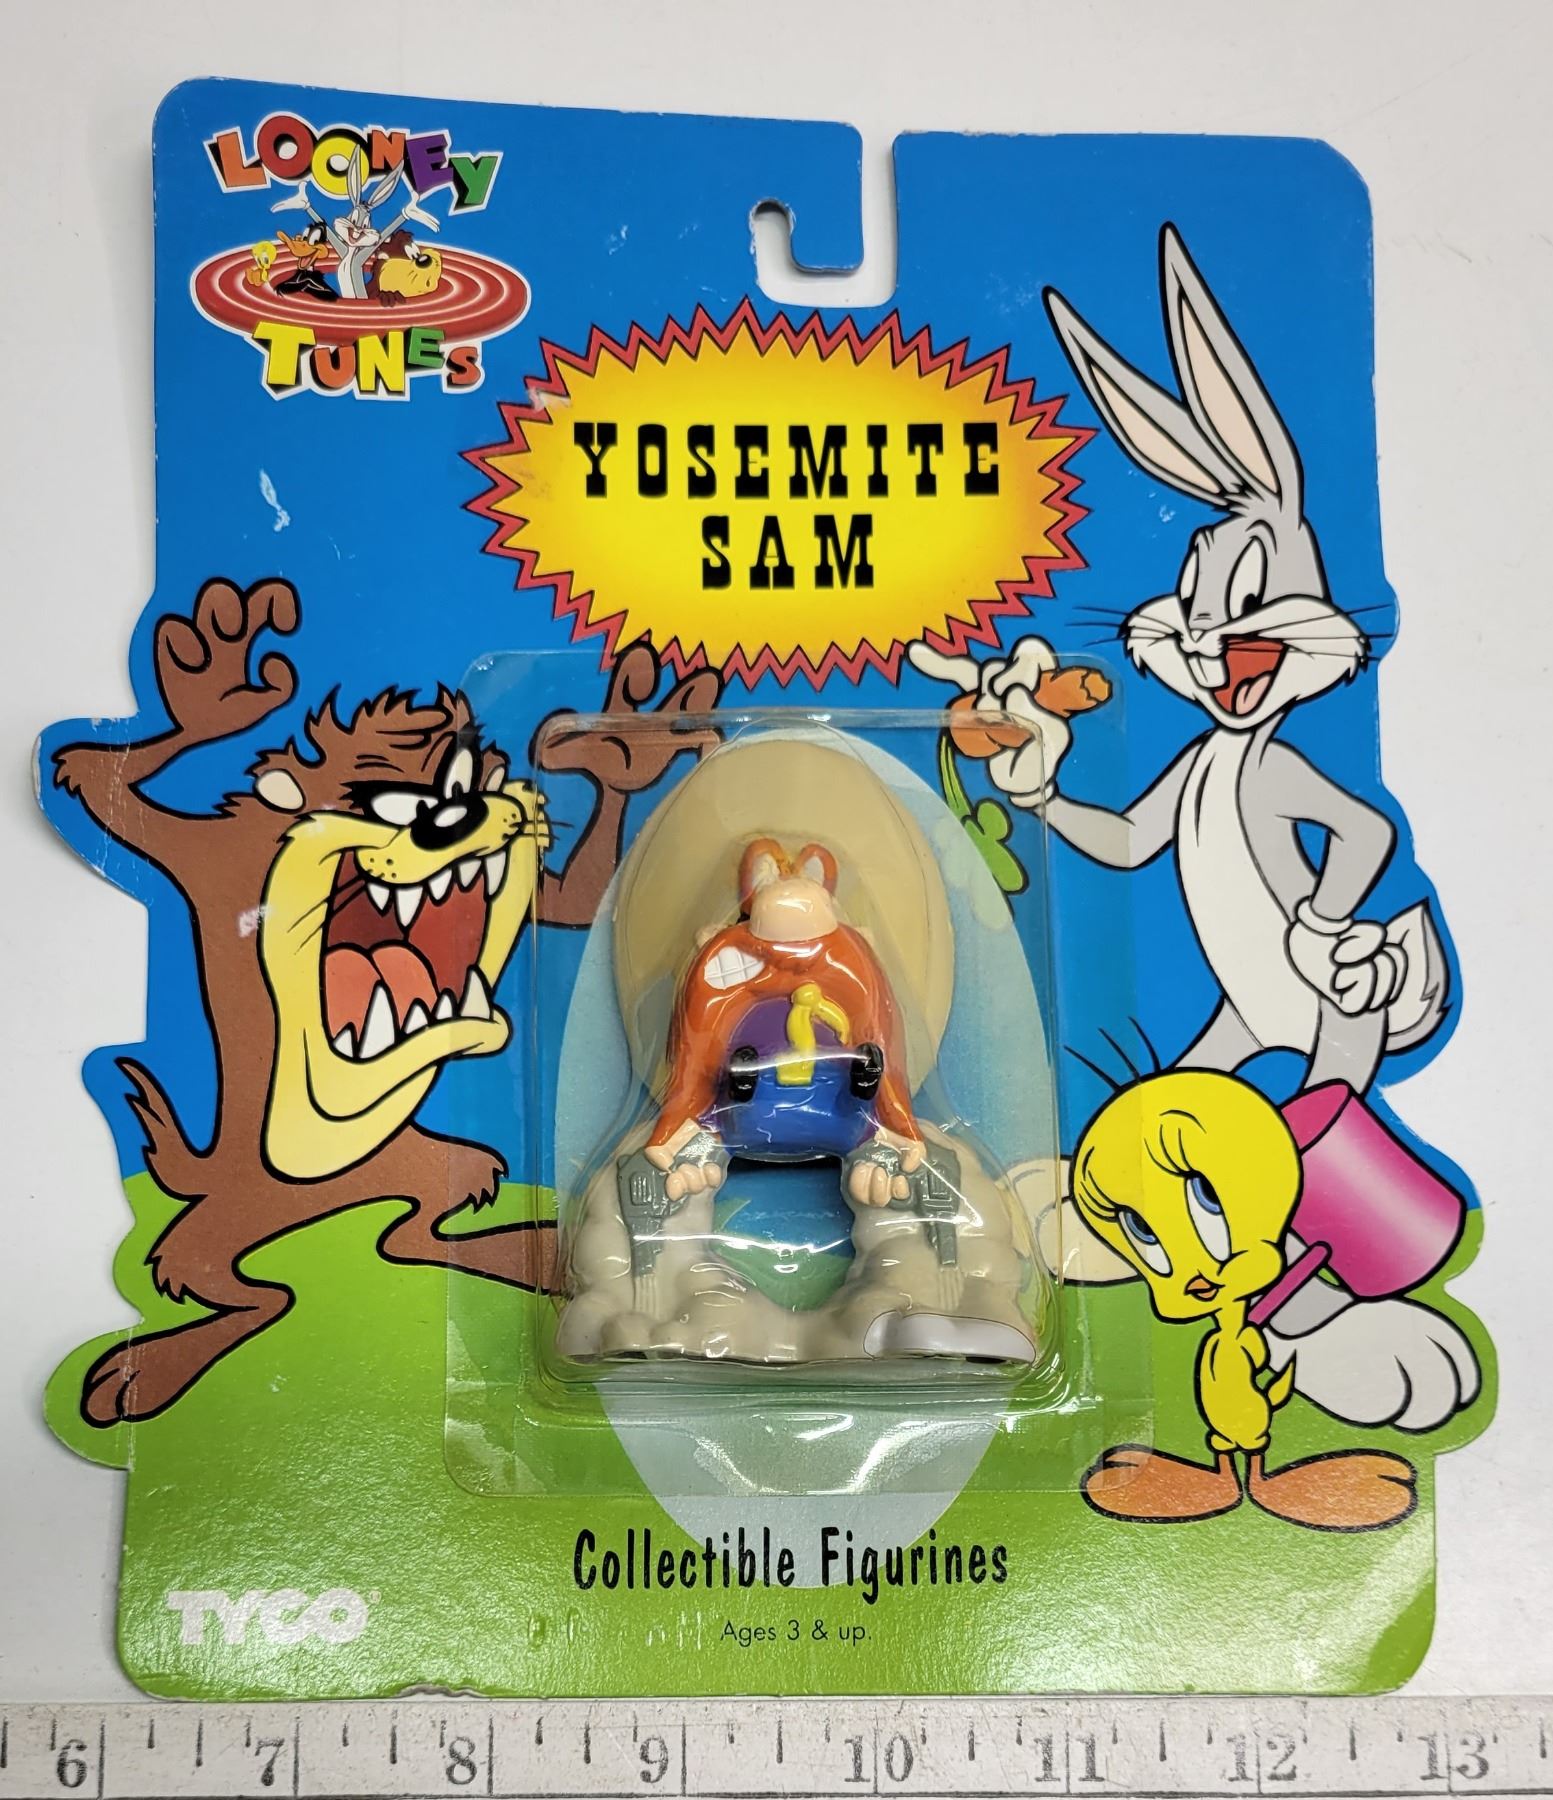 LOONEY
TUNES
YOSEMITE
SAM
Collectible Figurines
TYCO®
Ages 3 & up.
6 7 8 9 10 11 12 13